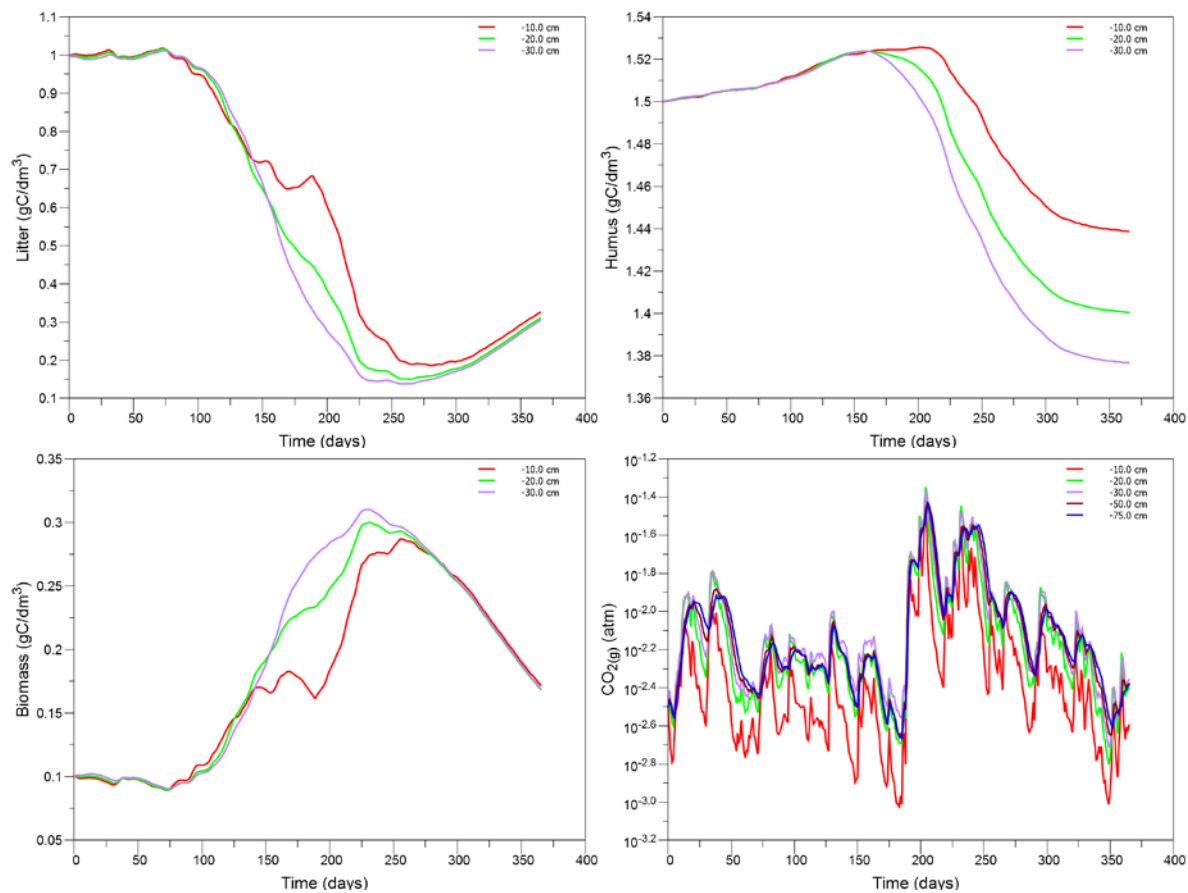 1.1
1
0.9
0.8
0.7
0.6
0.5
0.4
0.3
0.2
0.1
Litter (gC/dm³)
-10.0 cm
-20.0 cm
-30.0 cm
0 50 100 150 200 250 300 350 400
Time (days)
1.54
1.52
1.5
1.48
1.46
1.44
1.42
1.4
1.38
1.36
Humus (gC/dm³)
-10.0 cm
-20.0 cm
-30.0 cm
0 50 100 150 200 250 300 350 400
Time (days)
0.35
0.3
0.25
0.2
0.15
0.1
0.05
Biomass (gC/dm³)
-10.0 cm
-20.0 cm
-30.0 cm
0 50 100 150 200 250 300 350 400
Time (days)
10⁻¹·²
10⁻¹·⁴
10⁻¹·⁶
10⁻¹·⁸
10⁻²·⁰
10⁻²·²
10⁻²·⁴
10⁻²·⁶
10⁻²·⁸
10⁻³·⁰
10⁻³·²
CO₂(g) (atm)
-10.0 cm
-20.0 cm
-30.0 cm
-50.0 cm
-75.0 cm
0 50 100 150 200 250 300 350 400
Time (days)